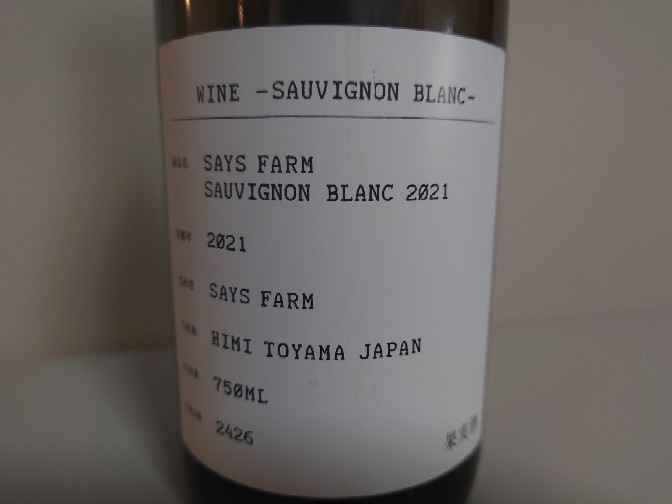 WINE -SAUVIGNON BLANC-
SAYS FARM
SAUVIGNON BLANC 2021
2021
SAYS FARM
HIMI TOYAMA JAPAN
750ML
2426
果実酒